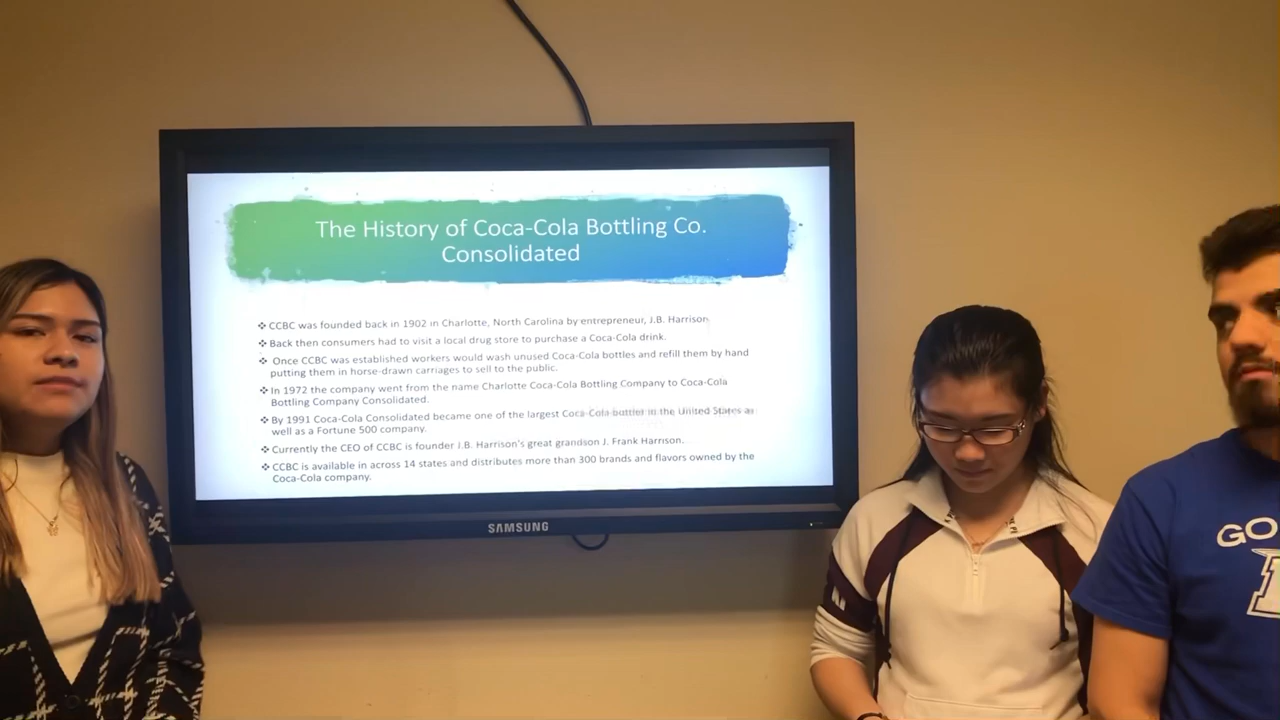 The History of Coca-Cola Bottling Co.
Consolidated
❖ CCBC was founded back in 1902 in Charlotte, North Carolina by entrepreneur, J.B. Harrison
❖ Back then consumers had to visit a local drug store to purchase a Coca-Cola drink.
❖ Once CCBC was established workers would wash unused Coca-Cola bottles and refill them by hand
putting them in horse-drawn carriages to sell to the public.
❖ In 1972 the company went from the name Charlotte Coca-Cola Bottling Company to Coca-Cola
Bottling Company Consolidated.
❖ By 1991 Coca-Cola Consolidated became one of the largest Coca-Cola bottler in the United States as
well as a Fortune 500 company.
❖ Currently the CEO of CCBC is founder J.B. Harrison's great grandson J. Frank Harrison.
❖ CCBC is available in across 14 states and distributes more than 300 brands and flavors owned by the
Coca-Cola company.
SAMSUNG
GO